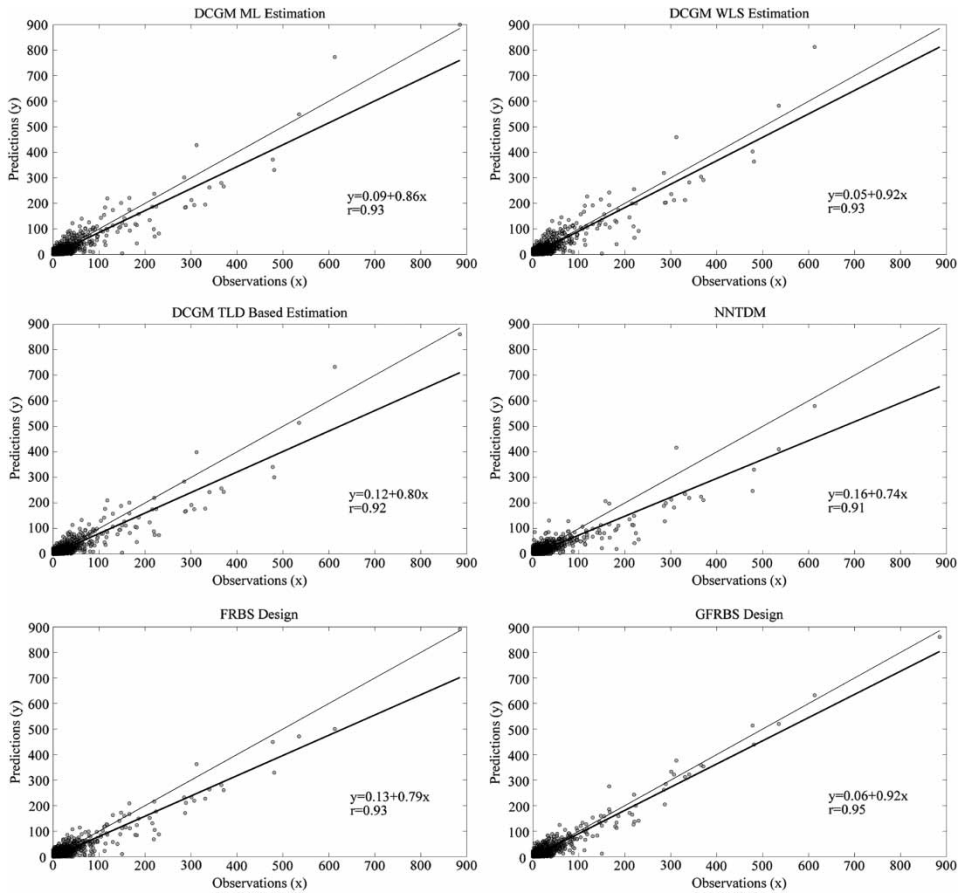 DCGM ML Estimation
900
800
700
600
500
400
300
200
100
0
Predictions (y)
y=0.09+0.86x
r=0.93
0 100 200 300 400 500 600 700 800 900
Observations (x)
DCGM WLS Estimation
900
800
700
600
500
400
300
200
100
0
Predictions (y)
y=0.05+0.92x
r=0.93
0 100 200 300 400 500 600 700 800 900
Observations (x)
DCGM TLD Based Estimation
900
800
700
600
500
400
300
200
100
0
Predictions (y)
y=0.12+0.80x
r=0.92
0 100 200 300 400 500 600 700 800 900
Observations (x)
NNTDM
900
800
700
600
500
400
300
200
100
0
Predictions (y)
y=0.16+0.74x
r=0.91
0 100 200 300 400 500 600 700 800 900
Observations (x)
FRBS Design
900
800
700
600
500
400
300
200
100
0
Predictions (y)
y=0.13+0.79x
r=0.93
0 100 200 300 400 500 600 700 800 900
Observations (x)
GFRBS Design
900
800
700
600
500
400
300
200
100
0
Predictions (y)
y=0.06+0.92x
r=0.95
0 100 200 300 400 500 600 700 800 900
Observations (x)